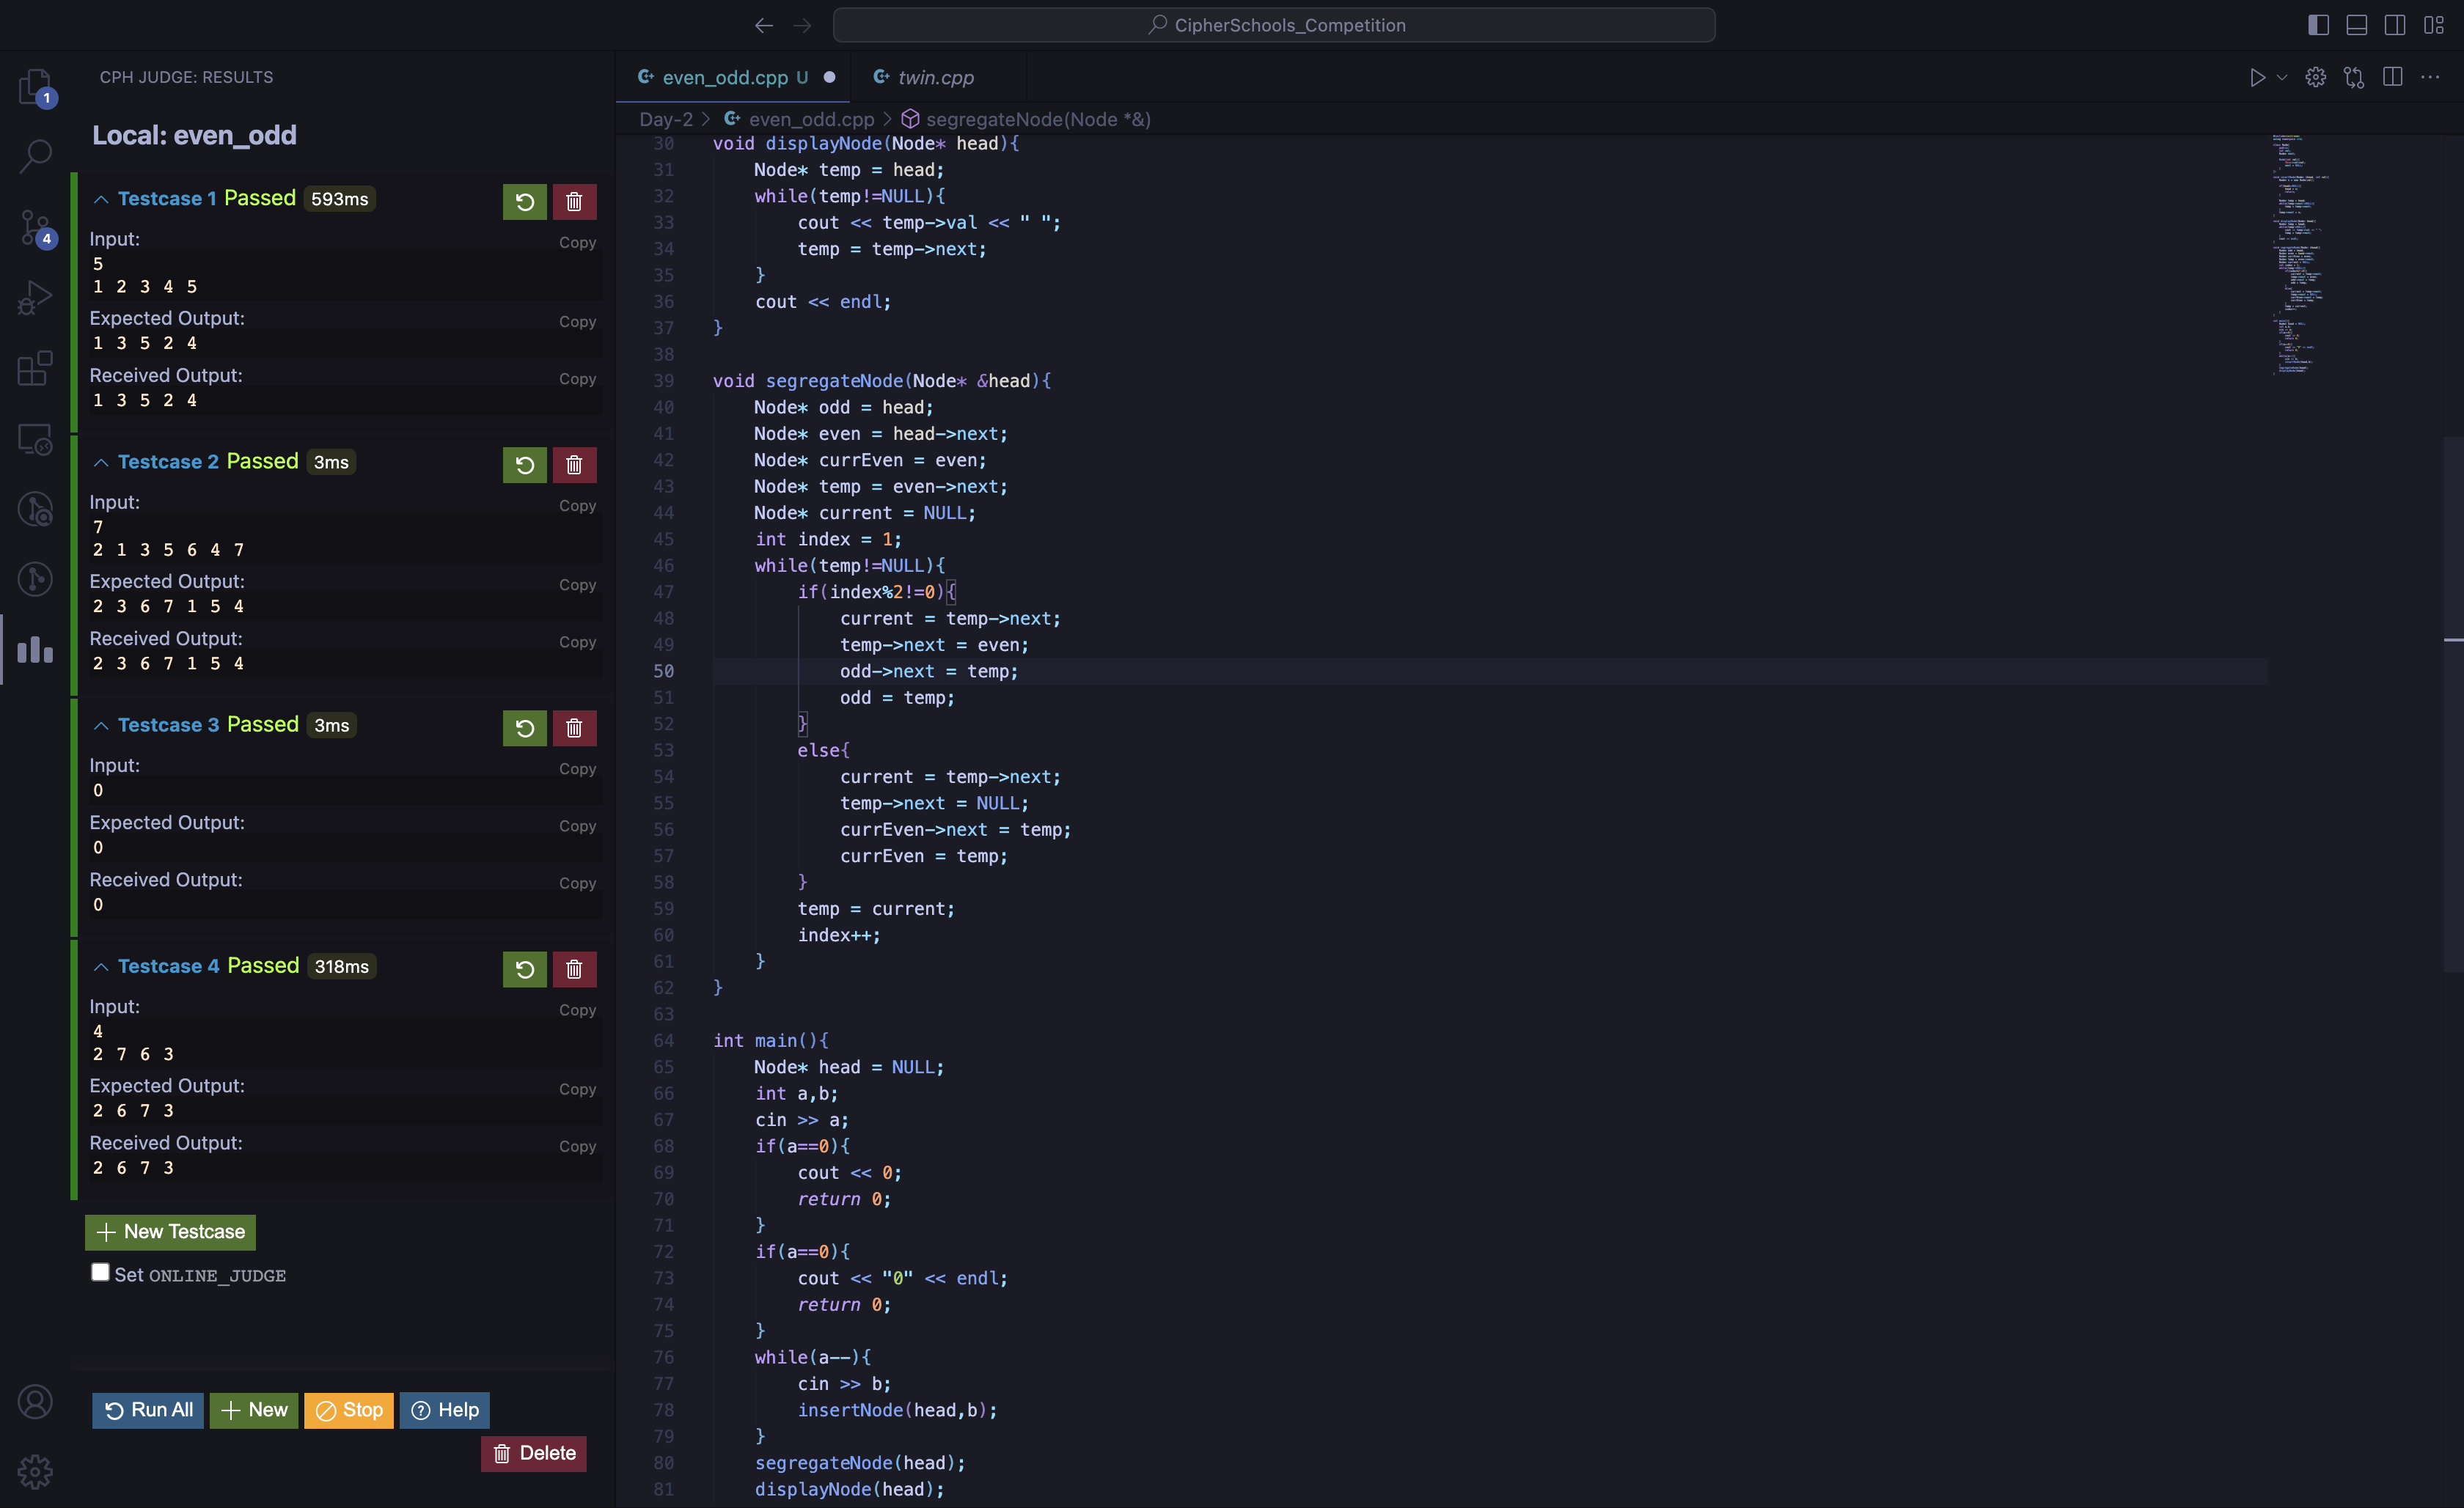 CipherSchools_Competition
CPH JUDGE: RESULTS
Local: even_odd
Testcase 1 Passed 593ms
Input:
Copy
5
1 2 3 4 5
Expected Output:
Copy
1 3 5 2 4
Received Output:
Copy
1 3 5 2 4
Testcase 2 Passed 3ms
Input:
Copy
7
2 1 3 5 6 4 7
Expected Output:
Copy
2 3 6 7 1 5 4
Received Output:
Copy
2 3 6 7 1 5 4
Testcase 3 Passed 3ms
Input:
Copy
0
Expected Output:
Copy
0
Received Output:
Copy
0
Testcase 4 Passed 318ms
Input:
Copy
4
2 7 6 3
Expected Output:
Copy
2 6 7 3
Received Output:
Copy
2 6 7 3
New Testcase
Set ONLINE_JUDGE
Run All
New
Stop
Help
Delete
1
4
even_odd.cpp U
twin.cpp
Day-2 > even_odd.cpp > segregateNode(Node *&)
30 void displayNode(Node* head){
31 Node* temp = head;
32 while(temp!=NULL){
33 cout << temp->val << " ";
34 temp = temp->next;
35 }
36 cout << endl;
37 }
38
39 void segregateNode(Node* &head){
40 Node* odd = head;
41 Node* even = head->next;
42 Node* currEven = even;
43 Node* temp = even->next;
44 Node* current = NULL;
45 int index = 1;
46 while(temp!=NULL){
47 if(index%2!=0){
48 current = temp->next;
49 temp->next = even;
50 odd->next = temp;
51 odd = temp;
52 }
53 else{
54 current = temp->next;
55 temp->next = NULL;
56 currEven->next = temp;
57 currEven = temp;
58 }
59 temp = current;
60 index++;
61 }
62 }
63
64 int main(){
65 Node* head = NULL;
66 int a,b;
67 cin >> a;
68 if(a==0){
69 cout << 0;
70 return 0;
71 }
72 if(a==0){
73 cout << "0" << endl;
74 return 0;
75 }
76 while(a--){
77 cin >> b;
78 insertNode(head,b);
79 }
80 segregateNode(head);
81 displayNode(head);